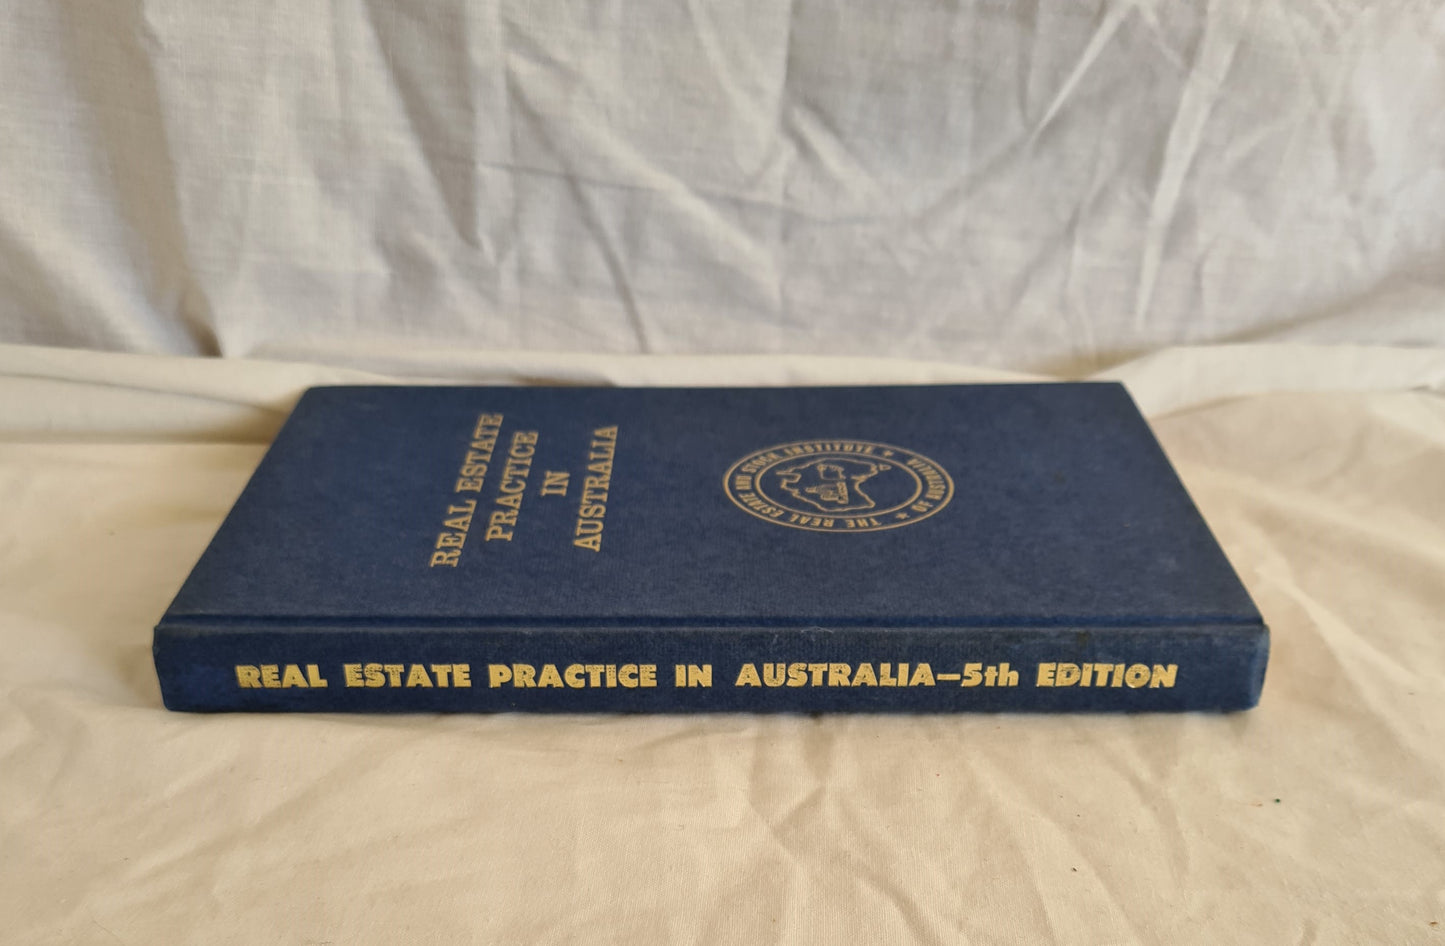 REAL ESTATE
PRACTICE
IN
AUSTRALIA
★ THE REAL ESTATE AND STOCK INSTITUTE ★
OF AUSTRALIA
REAL ESTATE PRACTICE IN AUSTRALIA—5th EDITION